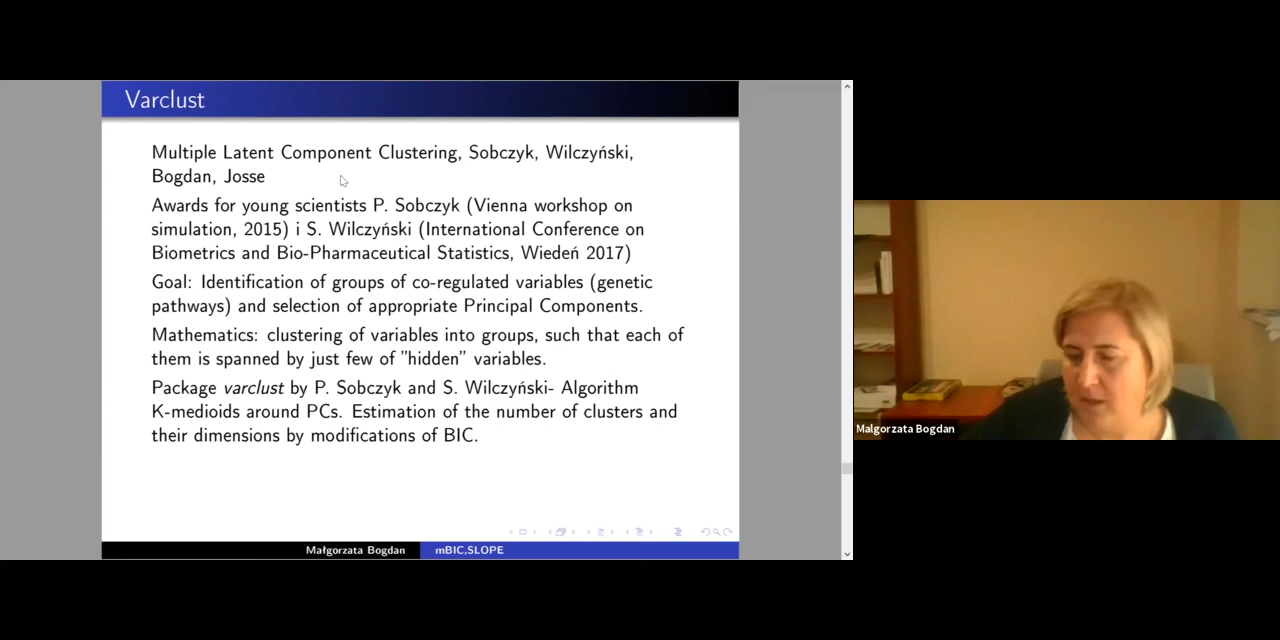 Varclust
Multiple Latent Component Clustering, Sobczyk, Wilczyński,
Bogdan, Josse
Awards for young scientists P. Sobczyk (Vienna workshop on
simulation, 2015) i S. Wilczyński (International Conference on
Biometrics and Bio-Pharmaceutical Statistics, Wiedeń 2017)
Goal: Identification of groups of co-regulated variables (genetic
pathways) and selection of appropriate Principal Components.
Mathematics: clustering of variables into groups, such that each of
them is spanned by just few of "hidden" variables.
Package varclust by P. Sobczyk and S. Wilczyński- Algorithm
K-medioids around PCs. Estimation of the number of clusters and
their dimensions by modifications of BIC.
Małgorzata Bogdan
mBIC,SLOPE
Malgorzata Bogdan